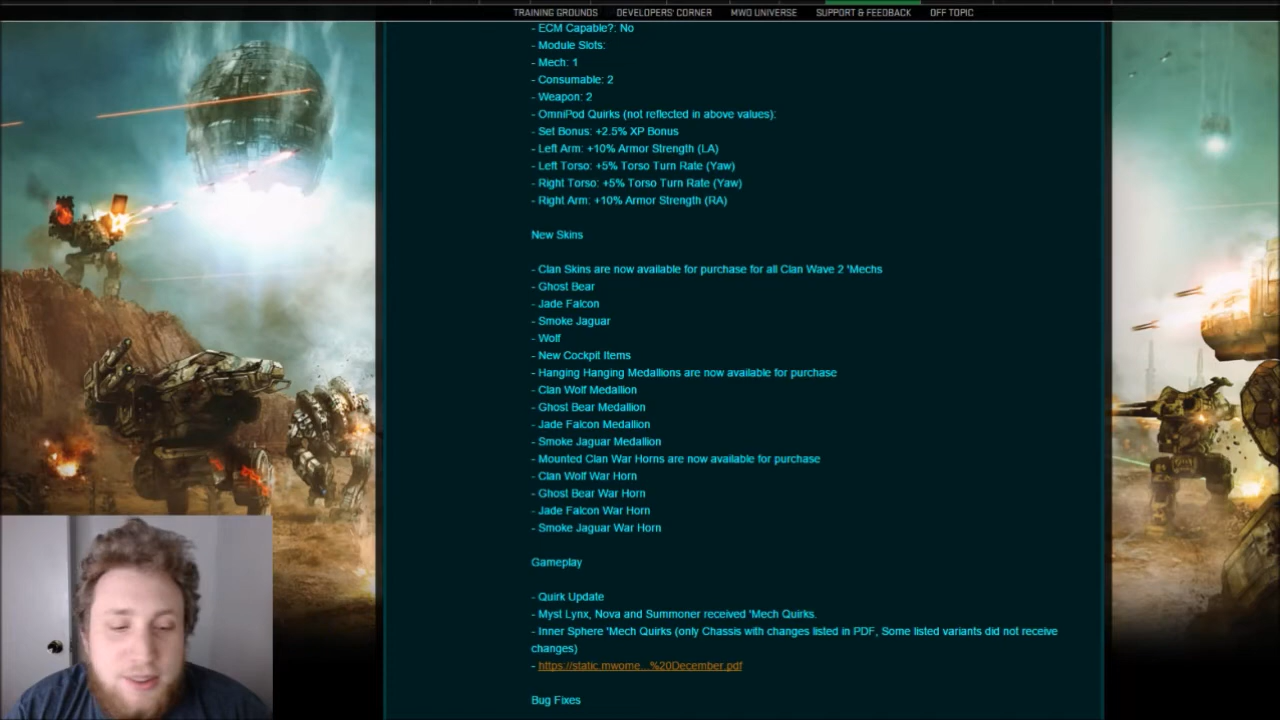 TRAINING GROUNDS DEVELOPERS' CORNER MWO UNIVERSE SUPPORT & FEEDBACK OFF TOPIC
- ECM Capable?: No
- Module Slots:
- Mech: 1
- Consumable: 2
- Weapon: 2
- OmniPod Quirks (not reflected in above values):
- Set Bonus: +2.5% XP Bonus
- Left Arm: +10% Armor Strength (LA)
- Left Torso: +5% Torso Turn Rate (Yaw)
- Right Torso: +5% Torso Turn Rate (Yaw)
- Right Arm: +10% Armor Strength (RA)
New Skins
- Clan Skins are now available for purchase for all Clan Wave 2 'Mechs
- Ghost Bear
- Jade Falcon
- Smoke Jaguar
- Wolf
- New Cockpit Items
- Hanging Hanging Medallions are now available for purchase
- Clan Wolf Medallion
- Ghost Bear Medallion
- Jade Falcon Medallion
- Smoke Jaguar Medallion
- Mounted Clan War Horns are now available for purchase
- Clan Wolf War Horn
- Ghost Bear War Horn
- Jade Falcon War Horn
- Smoke Jaguar War Horn
Gameplay
- Quirk Update
- Myst Lynx, Nova and Summoner received 'Mech Quirks.
- Inner Sphere 'Mech Quirks (only Chassis with changes listed in PDF, Some listed variants did not receive
changes)
- https://static.mwome...%20December.pdf
Bug Fixes